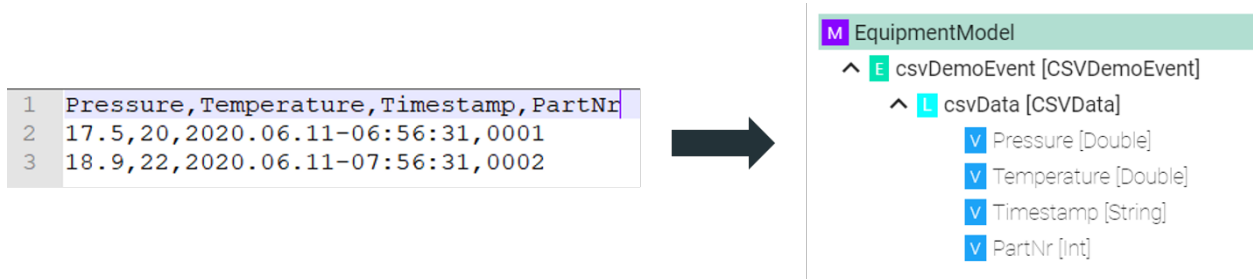 1 Pressure,Temperature,Timestamp,PartNr
2 17.5,20,2020.06.11-06:56:31,0001
3 18.9,22,2020.06.11-07:56:31,0002
M EquipmentModel
E csvDemoEvent [CSVDemoEvent]
L csvData [CSVData]
V Pressure [Double]
V Temperature [Double]
V Timestamp [String]
V PartNr [Int]